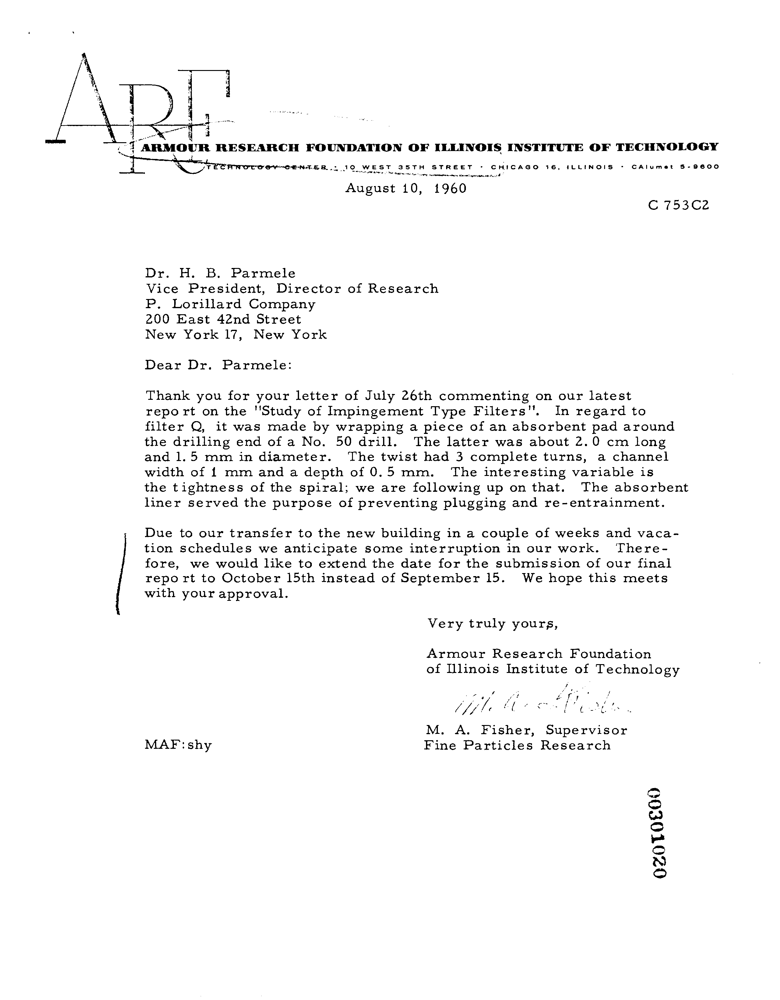 ARF
ARMOUR RESEARCH FOUNDATION OF ILLINOIS INSTITUTE OF TECHNOLOGY
TECHNOLOGY CENTER · 10 WEST 35TH STREET · CHICAGO 16, ILLINOIS · CAlumet 5-9600
August 10, 1960
C 753C2
Dr. H. B. Parmele
Vice President, Director of Research
P. Lorillard Company
200 East 42nd Street
New York 17, New York
Dear Dr. Parmele:
Thank you for your letter of July 26th commenting on our latest
report on the "Study of Impingement Type Filters". In regard to
filter Q, it was made by wrapping a piece of an absorbent pad around
the drilling end of a No. 50 drill. The latter was about 2.0 cm long
and 1.5 mm in diameter. The twist had 3 complete turns, a channel
width of 1 mm and a depth of 0.5 mm. The interesting variable is
the tightness of the spiral; we are following up on that. The absorbent
liner served the purpose of preventing plugging and re-entrainment.
Due to our transfer to the new building in a couple of weeks and vaca-
tion schedules we anticipate some interruption in our work. There-
fore, we would like to extend the date for the submission of our final
report to October 15th instead of September 15. We hope this meets
with your approval.
Very truly yours,
Armour Research Foundation
of Illinois Institute of Technology
M. A. Fisher
M. A. Fisher, Supervisor
MAF:shy
Fine Particles Research
00301020